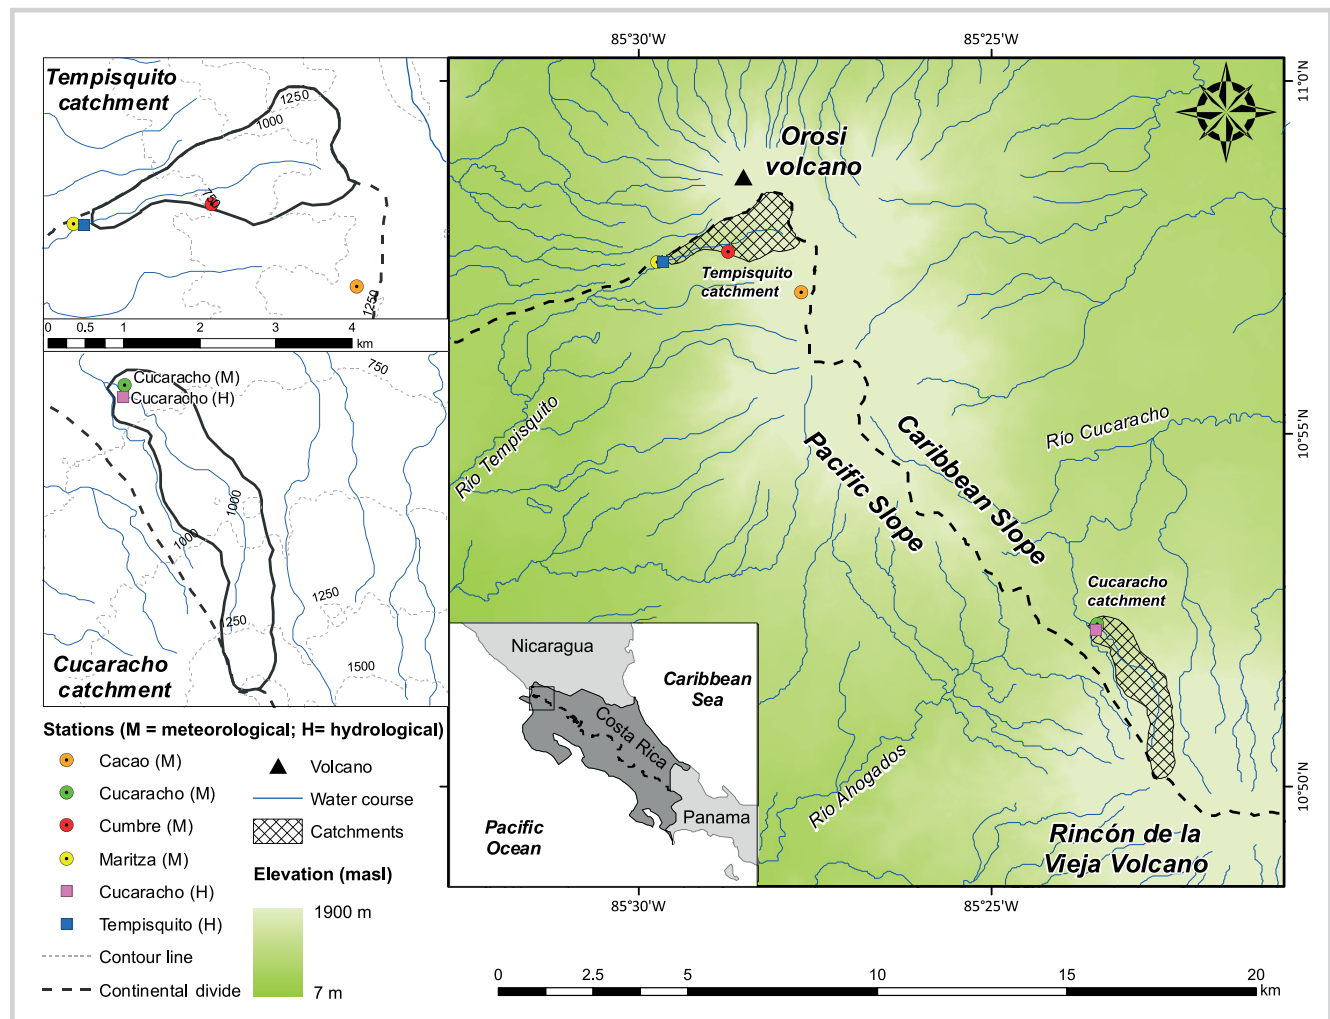 85°30'W
85°25'W
Tempisquito
catchment
1250
1000
750
1250
0
0.5
1
2
3
4
km
11°0'N
Orosi
volcano
Tempisquito
catchment
Cucaracho (M)
Cucaracho (H)
750
1000
1000
1250
250
1500
Cucaracho
catchment
Río Tempisquito
Pacific Slope
Caribbean Slope
Río Cucaracho
10°55'N
Cucaracho
catchment
Río Ahogados
10°50'N
Rincón de la
Vieja Volcano
Nicaragua
Caribbean
Sea
Costa Rica
Panama
Pacific
Ocean
Stations (M = meteorological; H= hydrological)
Cacao (M)
Cucaracho (M)
Cumbre (M)
Maritza (M)
Cucaracho (H)
Tempisquito (H)
Contour line
Continental divide
Volcano
Water course
Catchments
Elevation (masl)
1900 m
7 m
85°30'W
85°25'W
0
2.5
5
10
15
20
km